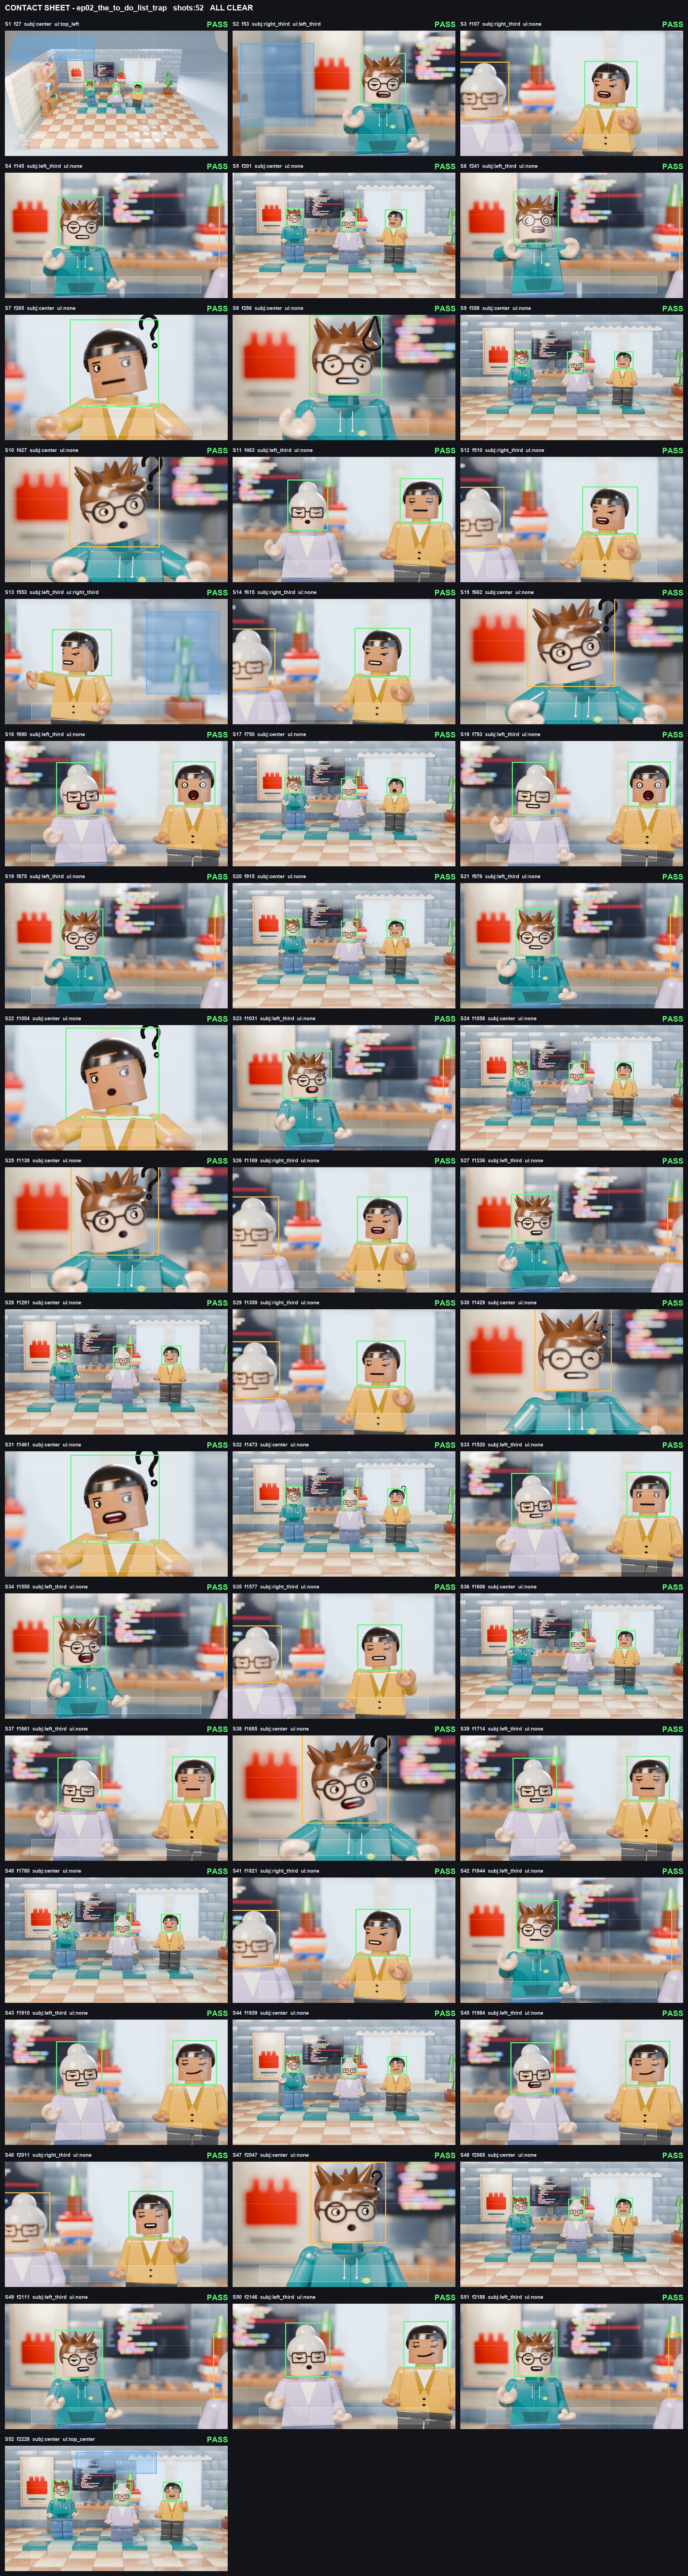 CONTACT SHEET - ep02_the_to_do_list_trap shots:52 ALL CLEAR
S1 f27 subj:center ui:top_left PASS
S2 f53 subj:right_third ui:left_third PASS
S3 f107 subj:right_third ui:none PASS
S4 f145 subj:left_third ui:none PASS
S5 f201 subj:center ui:none PASS
S6 f241 subj:left_third ui:none PASS
S7 f265 subj:center ui:none PASS
S8 f286 subj:center ui:none PASS
S9 f358 subj:center ui:none PASS
S10 f427 subj:center ui:none PASS
S11 f463 subj:left_third ui:none PASS
S12 f510 subj:right_third ui:none PASS
S13 f553 subj:left_third ui:right_third PASS
S14 f615 subj:right_third ui:none PASS
S15 f662 subj:center ui:none PASS
S16 f690 subj:left_third ui:none PASS
S17 f750 subj:center ui:none PASS
S18 f793 subj:left_third ui:none PASS
S19 f875 subj:left_third ui:none PASS
S20 f915 subj:center ui:none PASS
S21 f976 subj:left_third ui:none PASS
S22 f1004 subj:center ui:none PASS
S23 f1031 subj:left_third ui:none PASS
S24 f1058 subj:center ui:none PASS
S25 f1138 subj:center ui:none PASS
S26 f1169 subj:right_third ui:none PASS
S27 f1236 subj:left_third ui:none PASS
S28 f1291 subj:center ui:none PASS
S29 f1359 subj:right_third ui:none PASS
S30 f1429 subj:center ui:none PASS
S31 f1461 subj:center ui:none PASS
S32 f1473 subj:center ui:none PASS
S33 f1520 subj:left_third ui:none PASS
S34 f1555 subj:left_third ui:none PASS
S35 f1577 subj:right_third ui:none PASS
S36 f1606 subj:center ui:none PASS
S37 f1661 subj:left_third ui:none PASS
S38 f1685 subj:center ui:none PASS
S39 f1714 subj:left_third ui:none PASS
S40 f1780 subj:center ui:none PASS
S41 f1821 subj:right_third ui:none PASS
S42 f1844 subj:left_third ui:none PASS
S43 f1910 subj:left_third ui:none PASS
S44 f1939 subj:center ui:none PASS
S45 f1984 subj:left_third ui:none PASS
S46 f2011 subj:right_third ui:none PASS
S47 f2047 subj:center ui:none PASS
S48 f2065 subj:center ui:none PASS
S49 f2111 subj:left_third ui:none PASS
S50 f2146 subj:left_third ui:none PASS
S51 f2188 subj:left_third ui:none PASS
S52 f2228 subj:center ui:top_center PASS